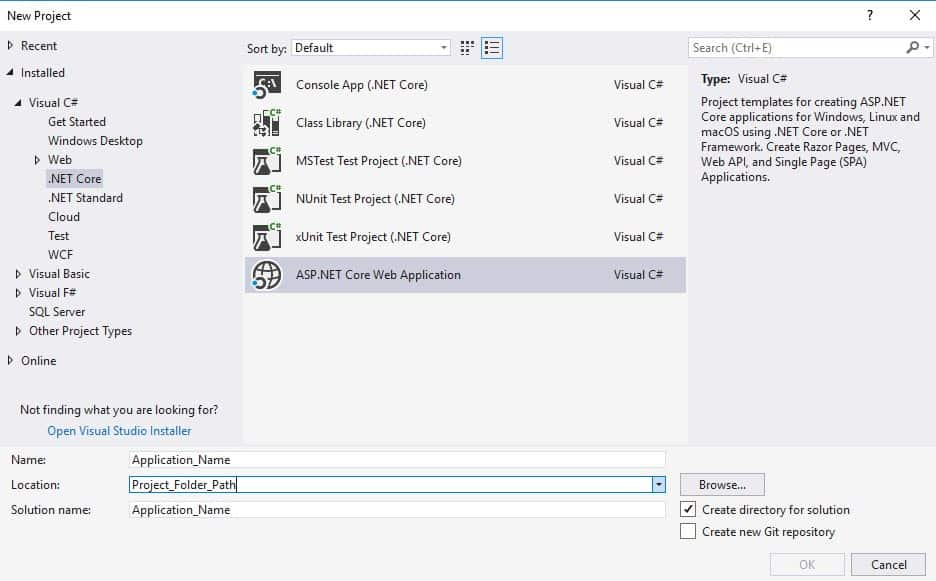 New Project
?
Recent
Installed
Visual C#
Get Started
Windows Desktop
Web
.NET Core
.NET Standard
Cloud
Test
WCF
Visual Basic
Visual F#
SQL Server
Other Project Types
Online
Not finding what you are looking for?
Open Visual Studio Installer
Sort by: Default
Console App (.NET Core) Visual C#
Class Library (.NET Core) Visual C#
MSTest Test Project (.NET Core) Visual C#
NUnit Test Project (.NET Core) Visual C#
xUnit Test Project (.NET Core) Visual C#
ASP.NET Core Web Application Visual C#
Search (Ctrl+E)
Type: Visual C#
Project templates for creating ASP.NET
Core applications for Windows, Linux and
macOS using .NET Core or .NET
Framework. Create Razor Pages, MVC,
Web API, and Single Page (SPA)
Applications.
Name: Application_Name
Location: Project_Folder_Path Browse...
Solution name: Application_Name
Create directory for solution
Create new Git repository
OK Cancel